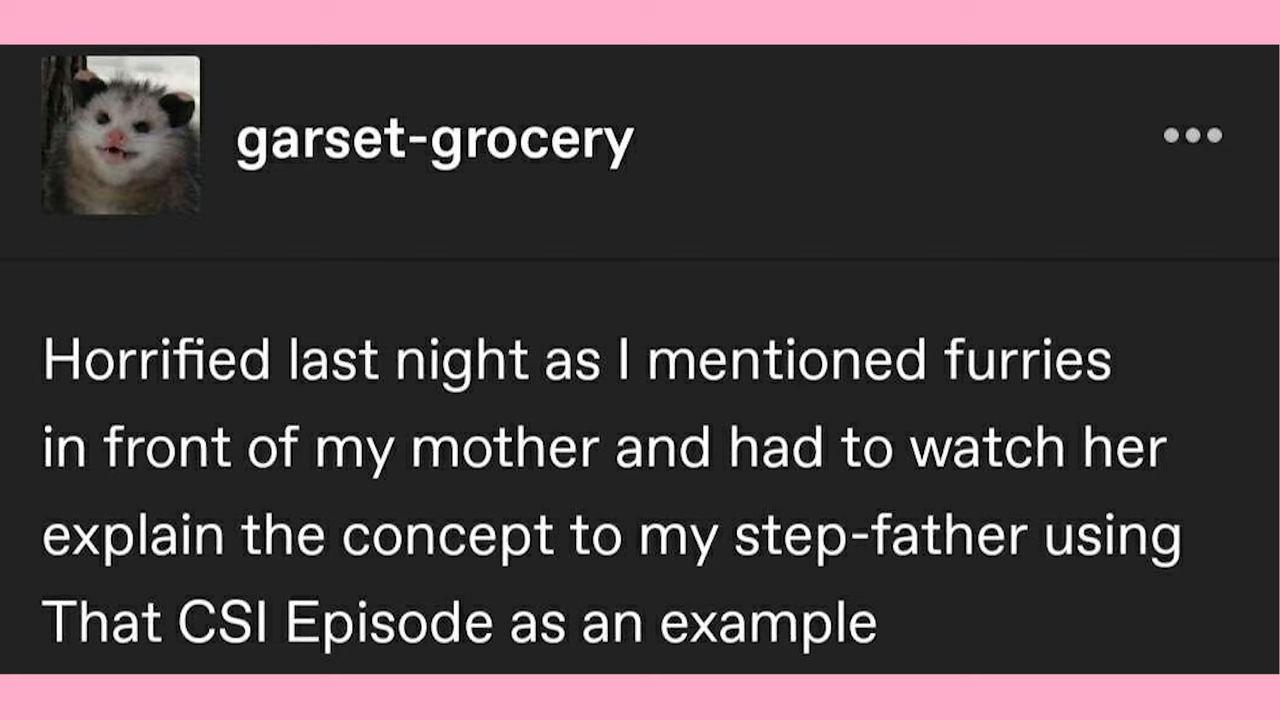 garset-grocery
Horrified last night as I mentioned furries
in front of my mother and had to watch her
explain the concept to my step-father using
That CSI Episode as an example